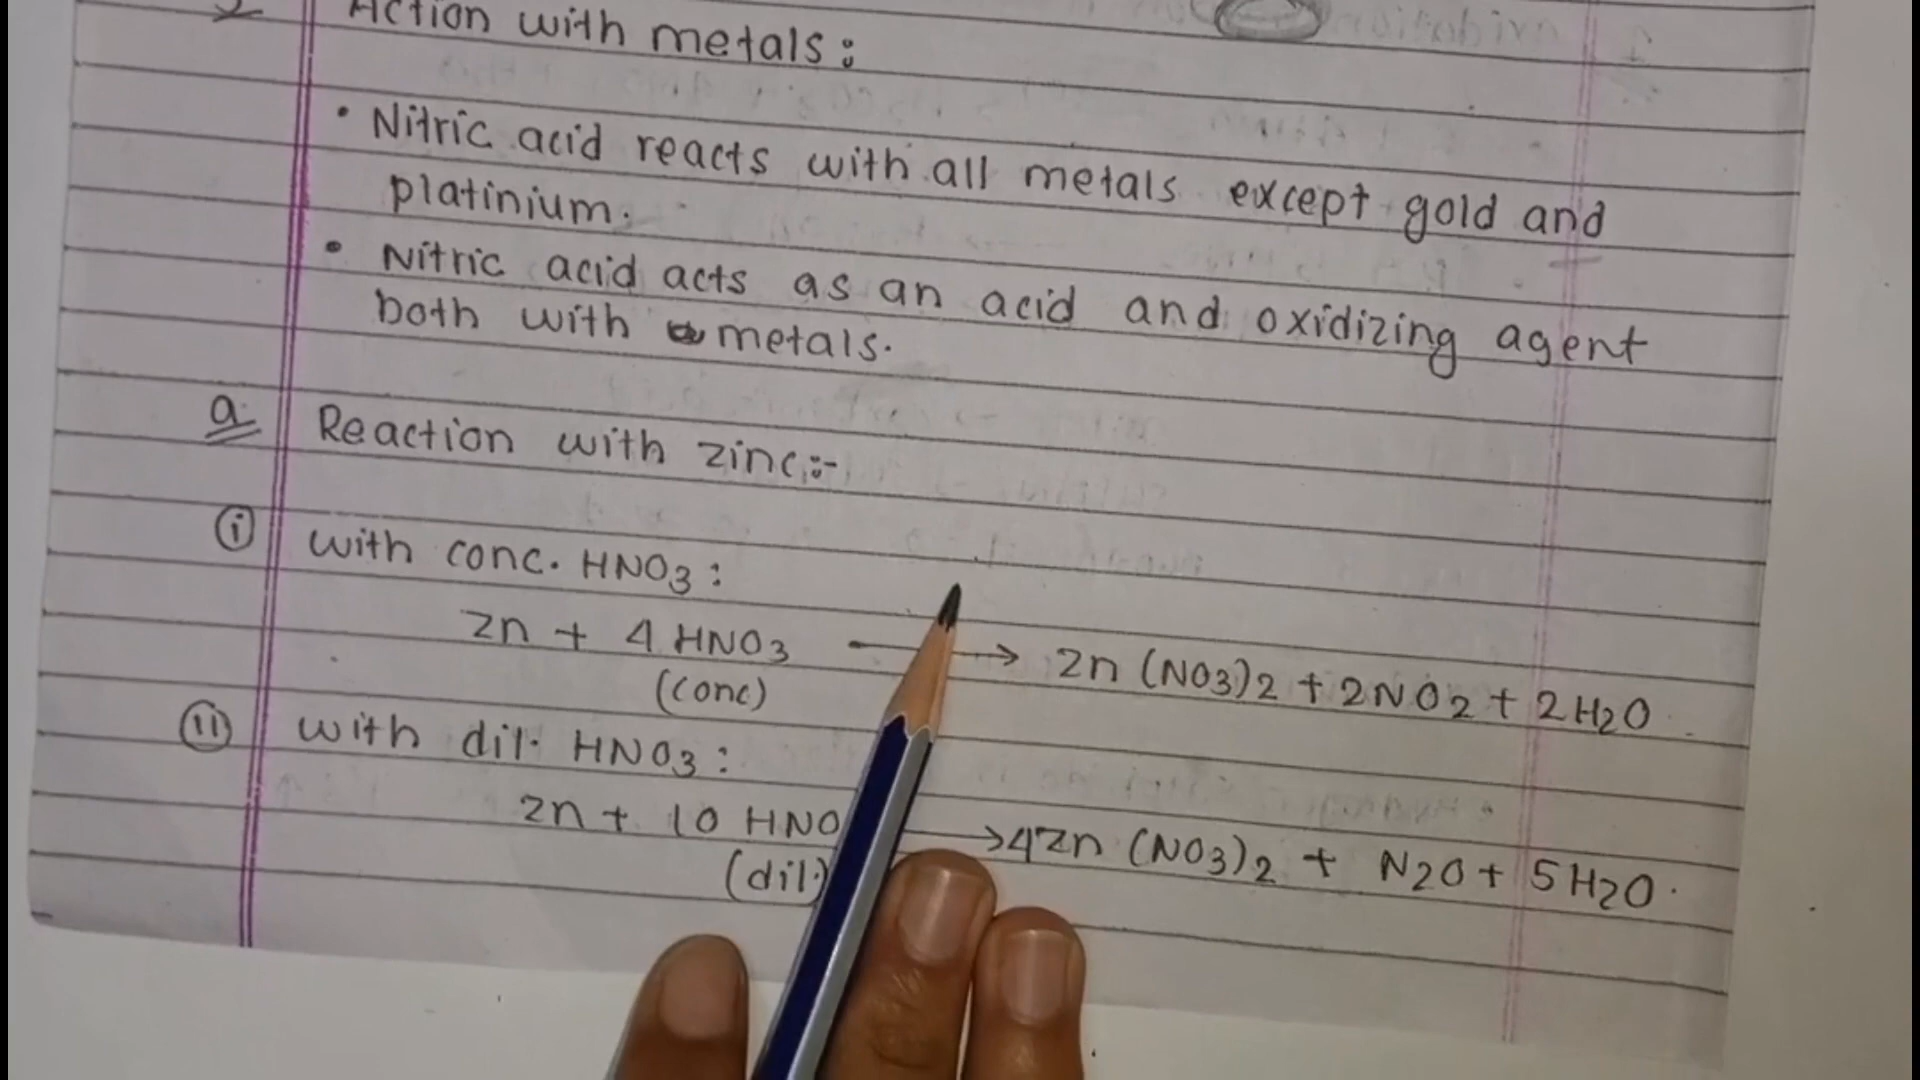 Action with metals:
• Nitric acid reacts with all metals except gold and
platinium.
• Nitric acid acts as an acid and oxidizing agent
both with metals.
a Reaction with zinc:-
(i) with conc. HNO3:
Zn + 4 HNO3 → Zn (NO3)2 + 2NO2 + 2H2O.
(conc)
(ii) with dil. HNO3:
Zn + 10 HNO → 4Zn (NO3)2 + N2O + 5H2O.
(dil.)